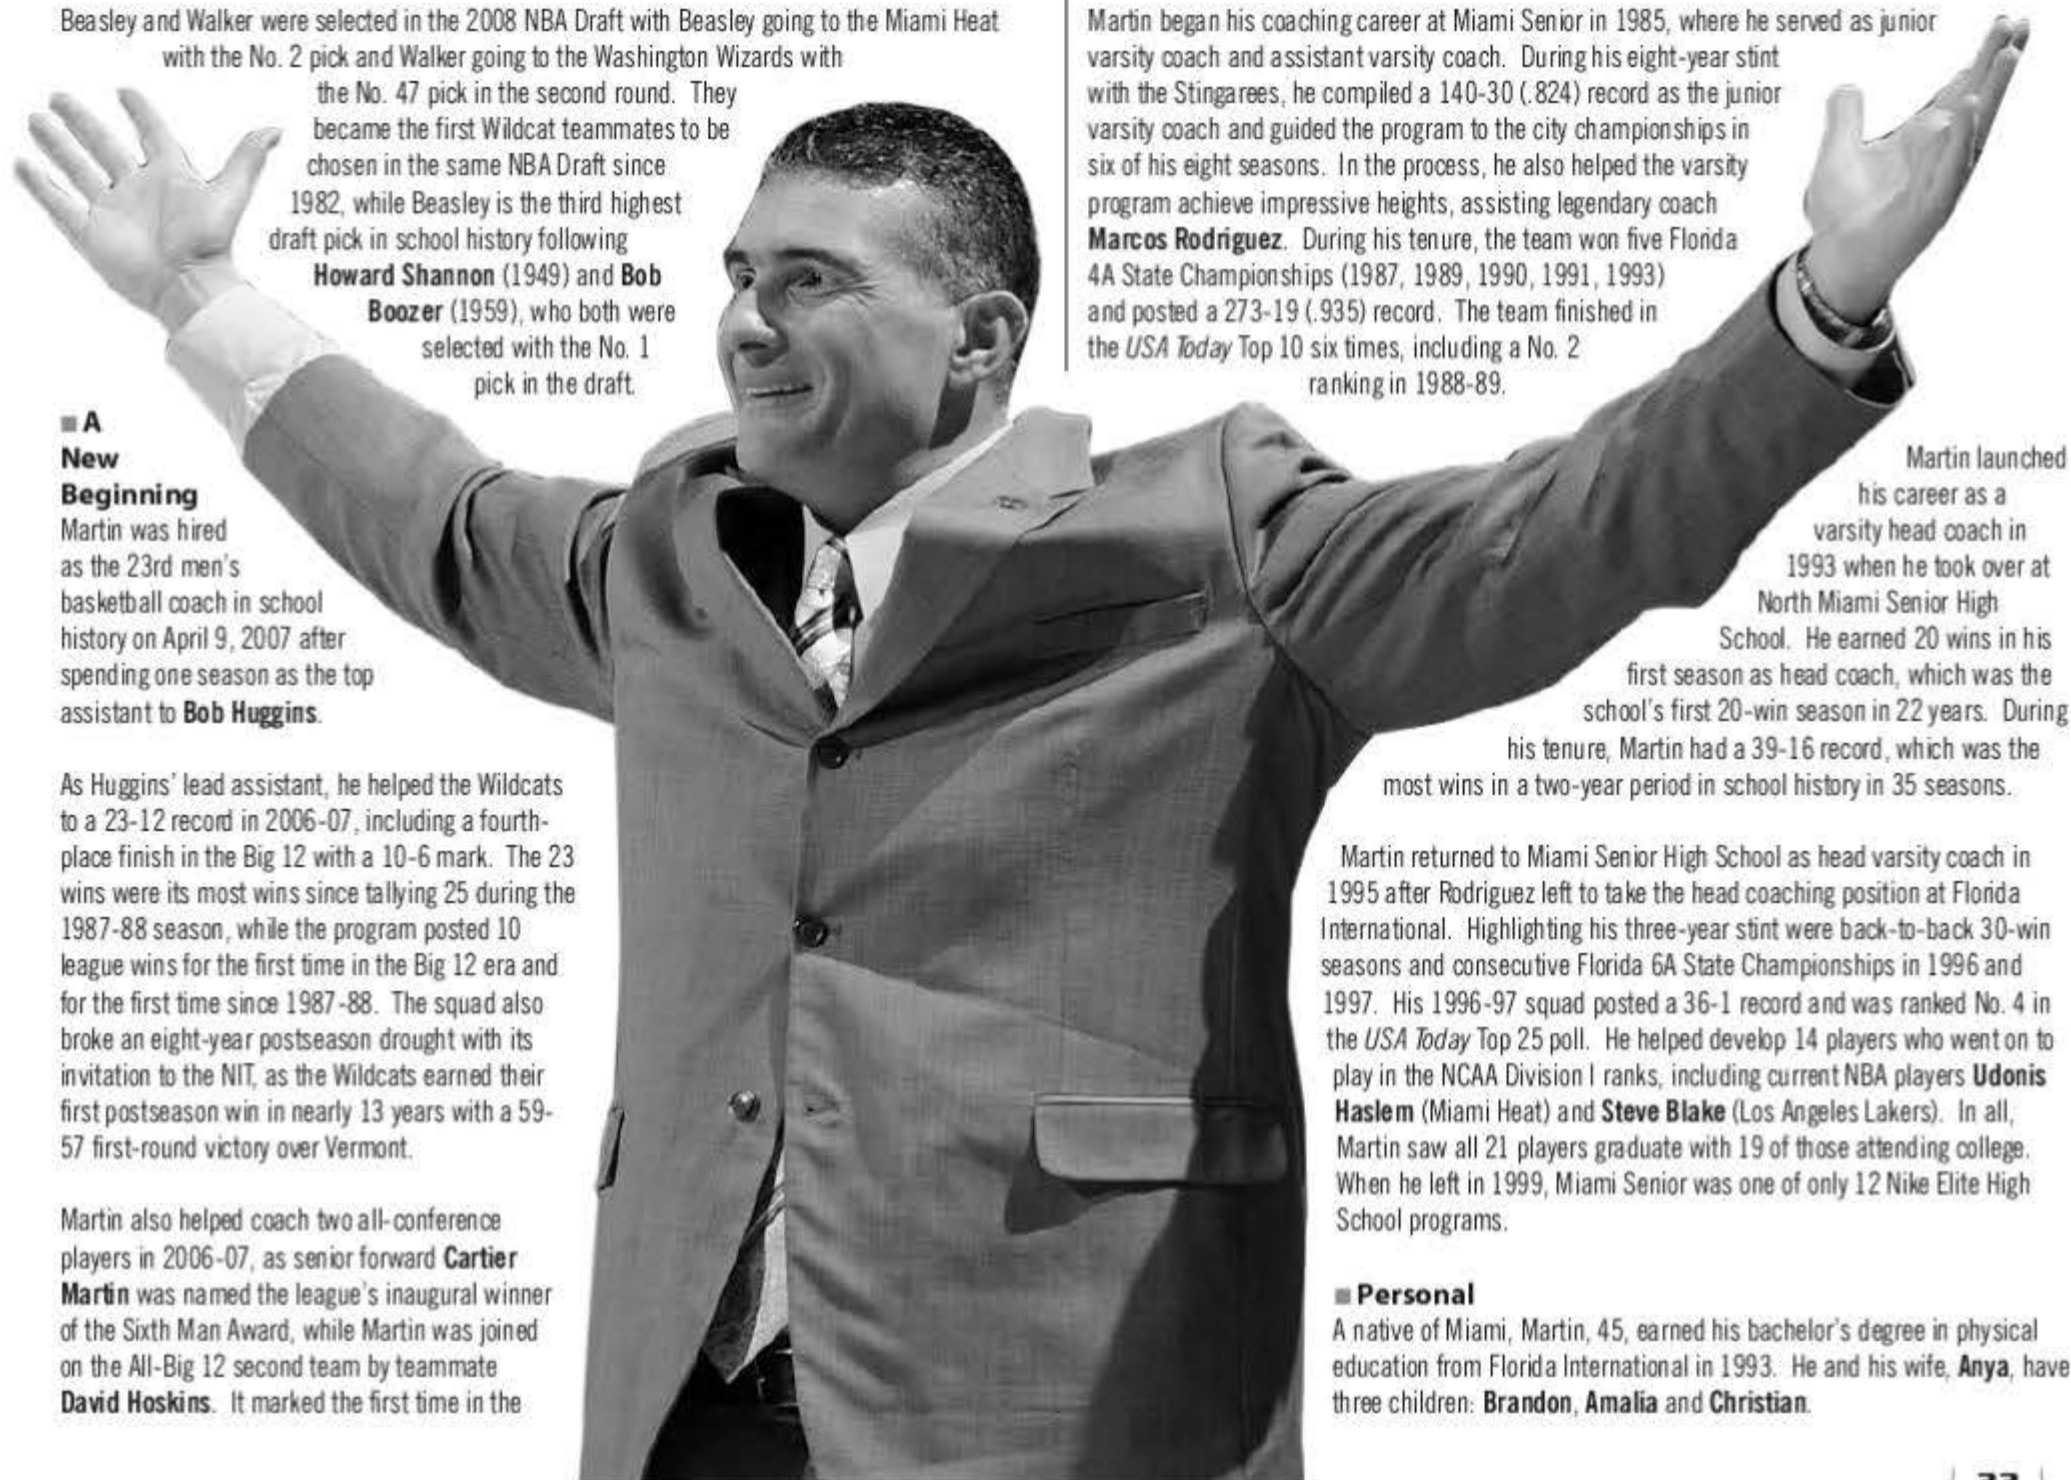 Beasley and Walker were selected in the 2008 NBA Draft with Beasley going to the Miami Heat
with the No. 2 pick and Walker going to the Washington Wizards with
the No. 47 pick in the second round. They
became the first Wildcat teammates to be
chosen in the same NBA Draft since
1982, while Beasley is the third highest
draft pick in school history following
Howard Shannon (1949) and Bob
Boozer (1959), who both were
selected with the No. 1
pick in the draft.
A
New
Beginning
Martin was hired
as the 23rd men's
basketball coach in school
history on April 9, 2007 after
spending one season as the top
assistant to Bob Huggins.
As Huggins' lead assistant, he helped the Wildcats
to a 23-12 record in 2006-07, including a fourth-
place finish in the Big 12 with a 10-6 mark. The 23
wins were its most wins since tallying 25 during the
1987-88 season, while the program posted 10
league wins for the first time in the Big 12 era and
for the first time since 1987-88. The squad also
broke an eight-year postseason drought with its
invitation to the NIT, as the Wildcats earned their
first postseason win in nearly 13 years with a 59-
57 first-round victory over Vermont.
Martin also helped coach two all-conference
players in 2006-07, as senior forward Cartier
Martin was named the league's inaugural winner
of the Sixth Man Award, while Martin was joined
on the All-Big 12 second team by teammate
David Hoskins. It marked the first time in the
Martin began his coaching career at Miami Senior in 1985, where he served as junior
varsity coach and assistant varsity coach. During his eight-year stint
with the Stingarees, he compiled a 140-30 (.824) record as the junior
varsity coach and guided the program to the city championships in
six of his eight seasons. In the process, he also helped the varsity
program achieve impressive heights, assisting legendary coach
Marcos Rodriguez. During his tenure, the team won five Florida
4A State Championships (1987, 1989, 1990, 1991, 1993)
and posted a 273-19 (.935) record. The team finished in
the USA Today Top 10 six times, including a No. 2
ranking in 1988-89.
Martin launched
his career as a
varsity head coach in
1993 when he took over at
North Miami Senior High
School. He earned 20 wins in his
first season as head coach, which was the
school's first 20-win season in 22 years. During
his tenure, Martin had a 39-16 record, which was the
most wins in a two-year period in school history in 35 seasons.
Martin returned to Miami Senior High School as head varsity coach in
1995 after Rodriguez left to take the head coaching position at Florida
International. Highlighting his three-year stint were back-to-back 30-win
seasons and consecutive Florida 6A State Championships in 1996 and
1997. His 1996-97 squad posted a 36-1 record and was ranked No. 4 in
the USA Today Top 25 poll. He helped develop 14 players who went on to
play in the NCAA Division I ranks, including current NBA players Udonis
Haslem (Miami Heat) and Steve Blake (Los Angeles Lakers). In all,
Martin saw all 21 players graduate with 19 of those attending college.
When he left in 1999, Miami Senior was one of only 12 Nike Elite High
School programs.
Personal
A native of Miami, Martin, 45, earned his bachelor's degree in physical
education from Florida International in 1993. He and his wife, Anya, have
three children: Brandon, Amalia and Christian.